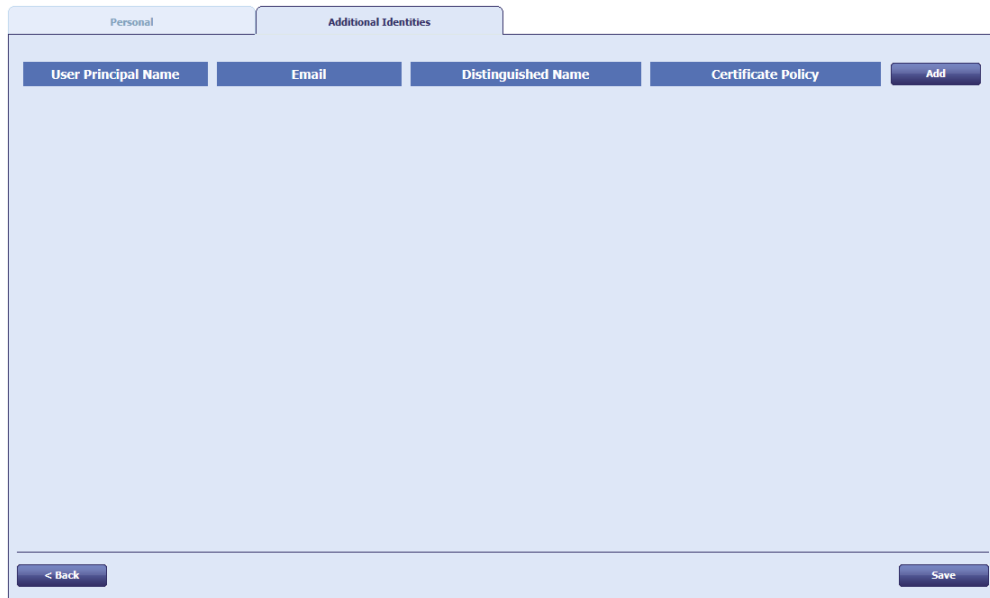 Personal Additional Identities
User Principal Name Email Distinguished Name Certificate Policy Add
< Back Save